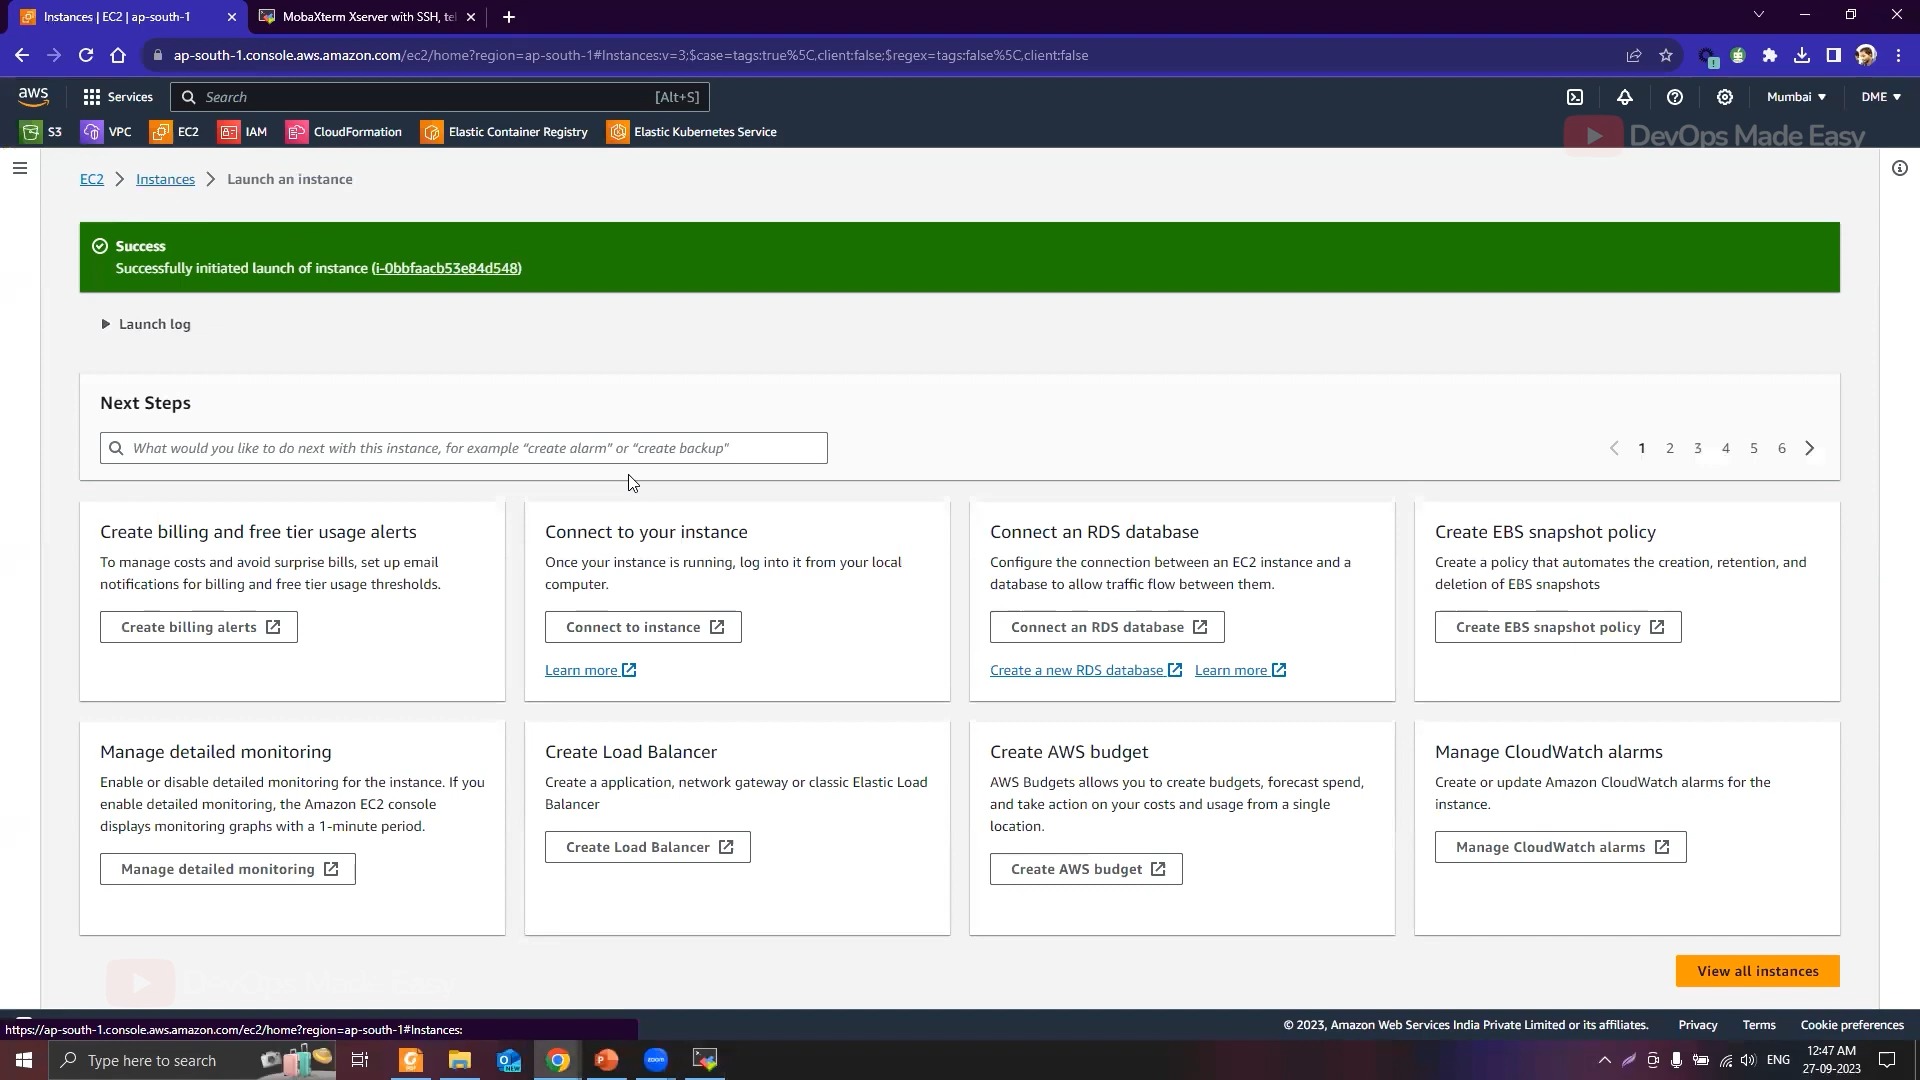 Instances | EC2 | ap-south-1
MobaXterm Xserver with SSH, tel
ap-south-1.console.aws.amazon.com/ec2/home?region=ap-south-1#Instances:v=3;$case=tags:true%5C,client:false;$regex=tags:false%5C,client:false
aws
Services
Search
[Alt+S]
Mumbai
DME
S3
VPC
EC2
IAM
CloudFormation
Elastic Container Registry
Elastic Kubernetes Service
DevOps Made Easy
EC2
Instances
Launch an instance
Success
Successfully initiated launch of instance (i-0bbfaacb53e84d548)
Launch log
Next Steps
What would you like to do next with this instance, for example “create alarm” or “create backup”
1 2 3 4 5 6
Create billing and free tier usage alerts
To manage costs and avoid surprise bills, set up email
notifications for billing and free tier usage thresholds.
Create billing alerts
Connect to your instance
Once your instance is running, log into it from your local
computer.
Connect to instance
Learn more
Connect an RDS database
Configure the connection between an EC2 instance and a
database to allow traffic flow between them.
Connect an RDS database
Create a new RDS database
Learn more
Create EBS snapshot policy
Create a policy that automates the creation, retention, and
deletion of EBS snapshots
Create EBS snapshot policy
Manage detailed monitoring
Enable or disable detailed monitoring for the instance. If you
enable detailed monitoring, the Amazon EC2 console
displays monitoring graphs with a 1-minute period.
Manage detailed monitoring
Create Load Balancer
Create a application, network gateway or classic Elastic Load
Balancer
Create Load Balancer
Create AWS budget
AWS Budgets allows you to create budgets, forecast spend,
and take action on your costs and usage from a single
location.
Create AWS budget
Manage CloudWatch alarms
Create or update Amazon CloudWatch alarms for the
instance.
Manage CloudWatch alarms
DevOps Made Easy
View all instances
https://ap-south-1.console.aws.amazon.com/ec2/home?region=ap-south-1#Instances:
© 2023, Amazon Web Services India Private Limited or its affiliates.
Privacy
Terms
Cookie preferences
Type here to search
NEW
zoom
ENG
12:47 AM
27-09-2023